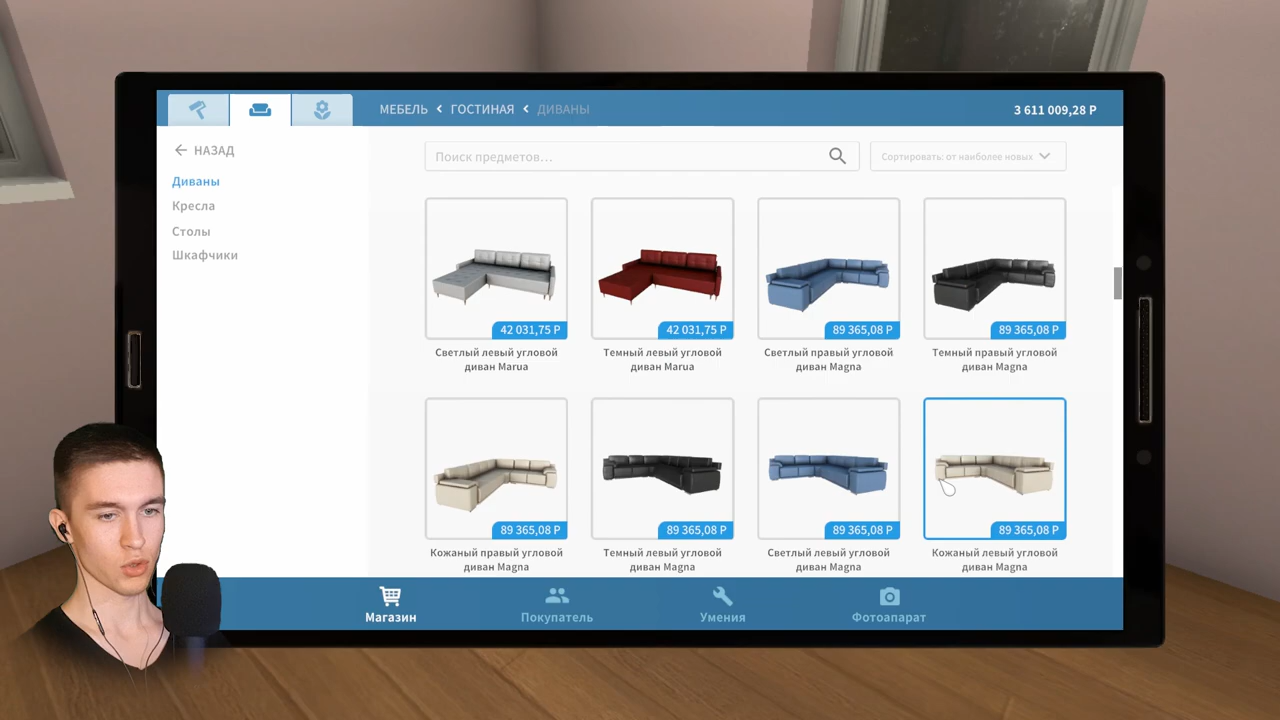 МЕБЕЛЬ < ГОСТИНАЯ < ДИВАНЫ
3 611 009,28 Р
НАЗАД
Поиск предметов...
Сортировать: от наиболее новых
Диваны
Кресла
Столы
Шкафчики
42 031,75 Р
42 031,75 Р
89 365,08 Р
89 365,08 Р
Светлый левый угловой
диван Marua
Темный левый угловой
диван Marua
Светлый правый угловой
диван Magna
Темный правый угловой
диван Magna
89 365,08 Р
89 365,08 Р
89 365,08 Р
89 365,08 Р
Кожаный правый угловой
диван Magna
Темный левый угловой
диван Magna
Светлый левый угловой
диван Magna
Кожаный левый угловой
диван Magna
Магазин
Покупатель
Умения
Фотоапарат